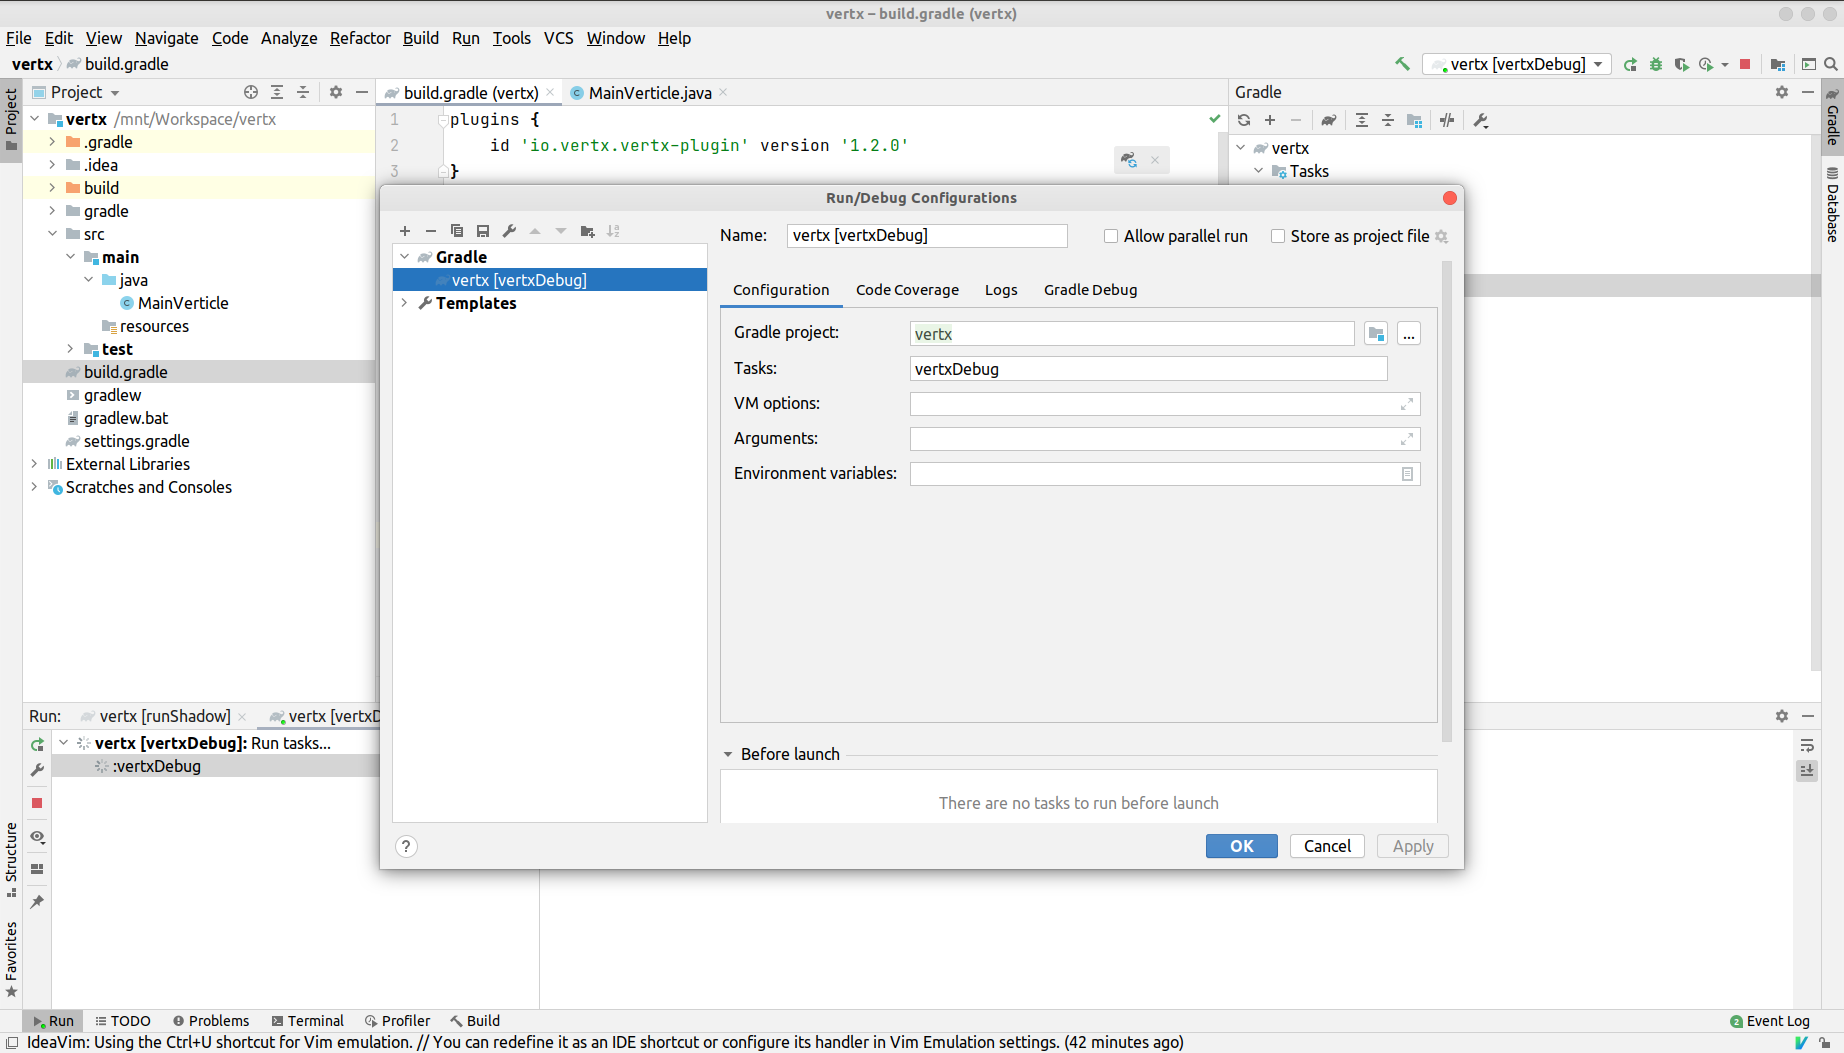 vertx – build.gradle (vertx)
File Edit View Navigate Code Analyze Refactor Build Run Tools VCS Window Help
vertx build.gradle
vertx [vertxDebug]
Project
build.gradle (vertx)
MainVerticle.java
Gradle
Project
Gradle
Database
vertx /mnt/Workspace/vertx
.gradle
.idea
build
gradle
src
main
java
MainVerticle
resources
test
build.gradle
gradlew
gradlew.bat
settings.gradle
External Libraries
Scratches and Consoles
1 plugins {
2 id 'io.vertx.vertx-plugin' version '1.2.0'
3 }
vertx
Tasks
Run/Debug Configurations
Gradle
vertx [vertxDebug]
Templates
Name: vertx [vertxDebug]
Allow parallel run
Store as project file
Configuration Code Coverage Logs Gradle Debug
Gradle project: vertx
...
Tasks: vertxDebug
VM options:
Arguments:
Environment variables:
Before launch
There are no tasks to run before launch
?
OK Cancel Apply
Run: vertx [runShadow] vertx [vertxD
vertx [vertxDebug]: Run tasks...
:vertxDebug
Structure
Favorites
Run TODO Problems Terminal Profiler Build
2 Event Log
IdeaVim: Using the Ctrl+U shortcut for Vim emulation. // You can redefine it as an IDE shortcut or configure its handler in Vim Emulation settings. (42 minutes ago)